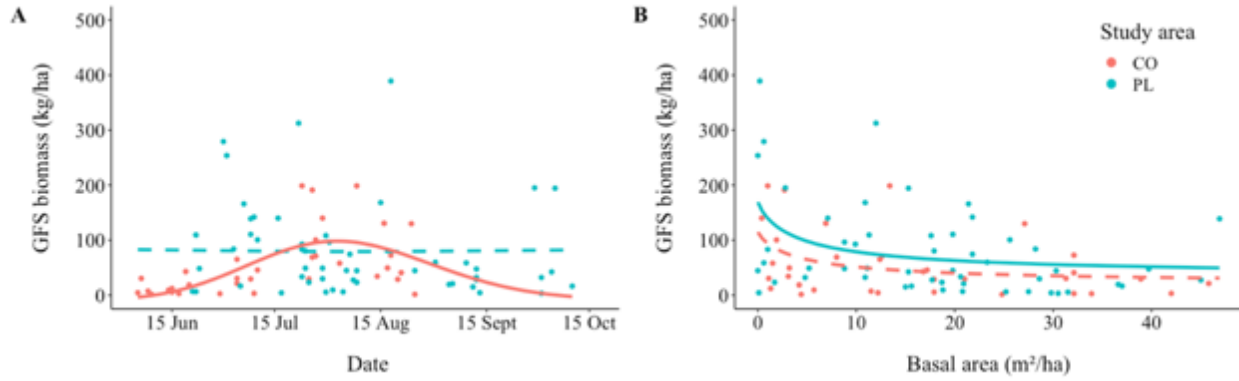 A
GFS biomass (kg/ha)
500
400
300
200
100
0
15 Jun
15 Jul
15 Aug
15 Sept
15 Oct
Date
B
GFS biomass (kg/ha)
500
400
300
200
100
0
0
10
20
30
40
Basal area (m²/ha)
Study area
CO
PL